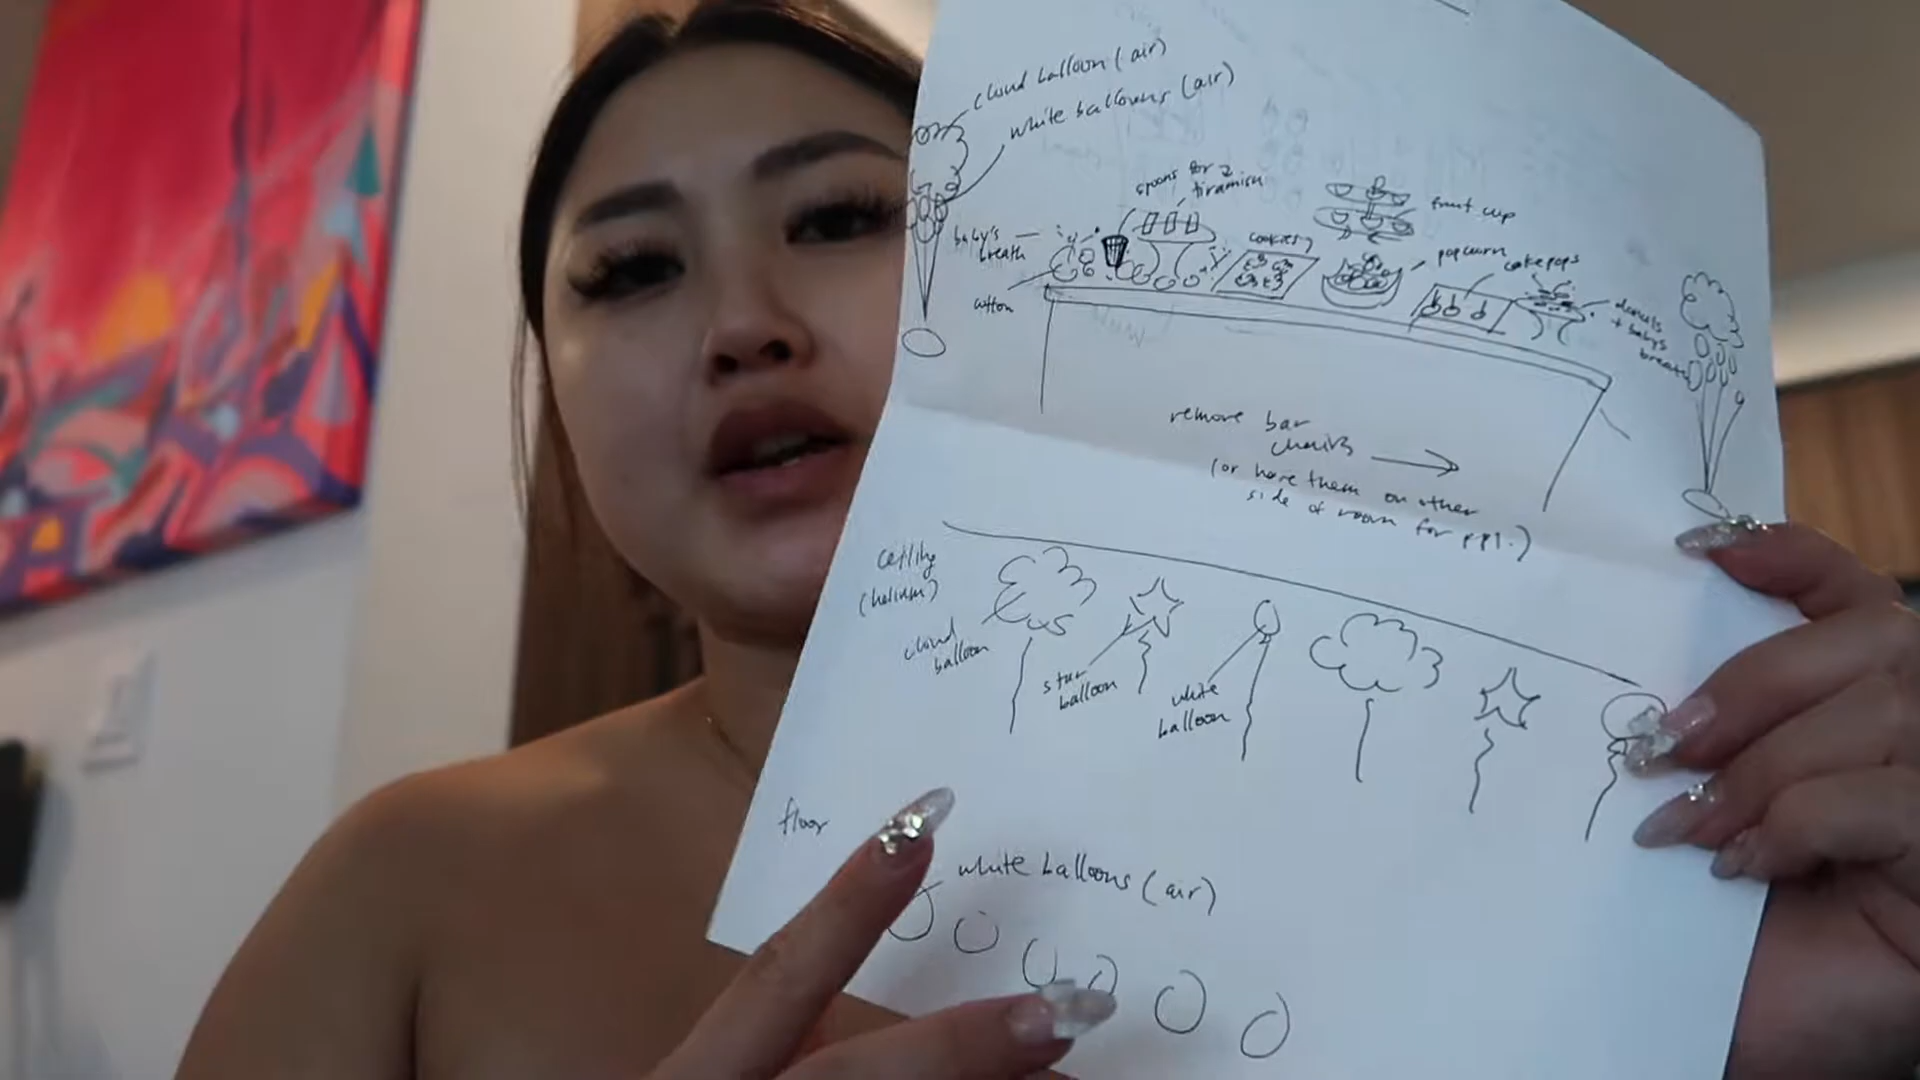 cloud balloon (air)
white balloons (air)
spoons for 2
tiramisu
fruit cup
baby's
breath
cookies
popcorn
cakepops
cotton
+ babys
breath
remove bar
chairs
(or have them on other
side of room for ppl.)
ceiling
(helium)
cloud
balloon
star
balloon
white
balloon
floor
white balloons (air)